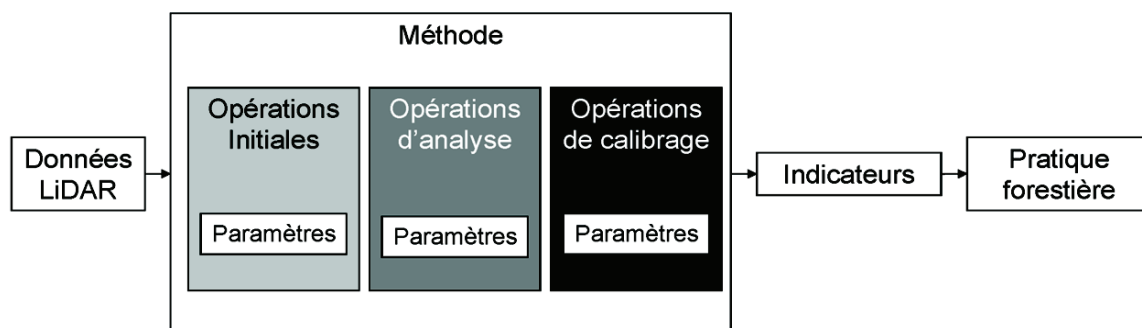 Méthode
Données
LiDAR
Opérations
Initiales
Paramètres
Opérations
d'analyse
Paramètres
Opérations
de calibrage
Paramètres
Indicateurs
Pratique
forestière